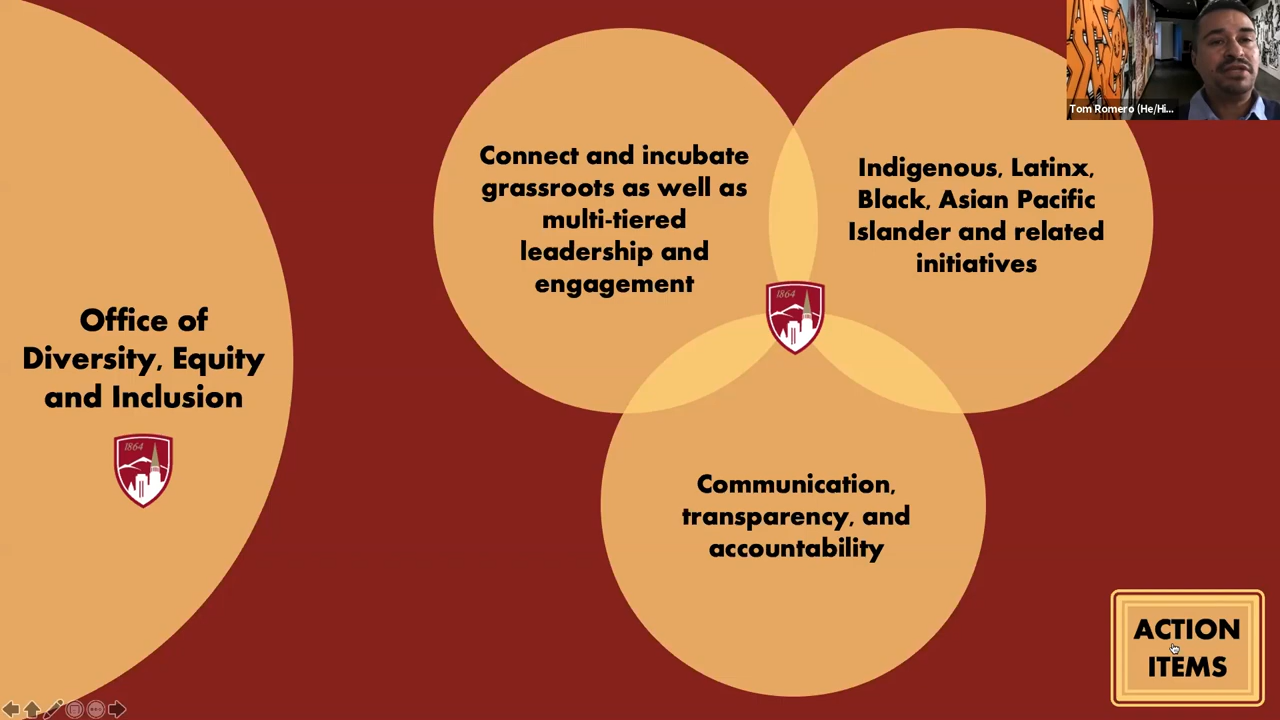 Office of
Diversity, Equity
and Inclusion
1864
Connect and incubate
grassroots as well as
multi-tiered
leadership and
engagement
Indigenous, Latinx,
Black, Asian Pacific
Islander and related
initiatives
1864
Communication,
transparency, and
accountability
ACTION
ITEMS
Tom Romero (He/Hi...